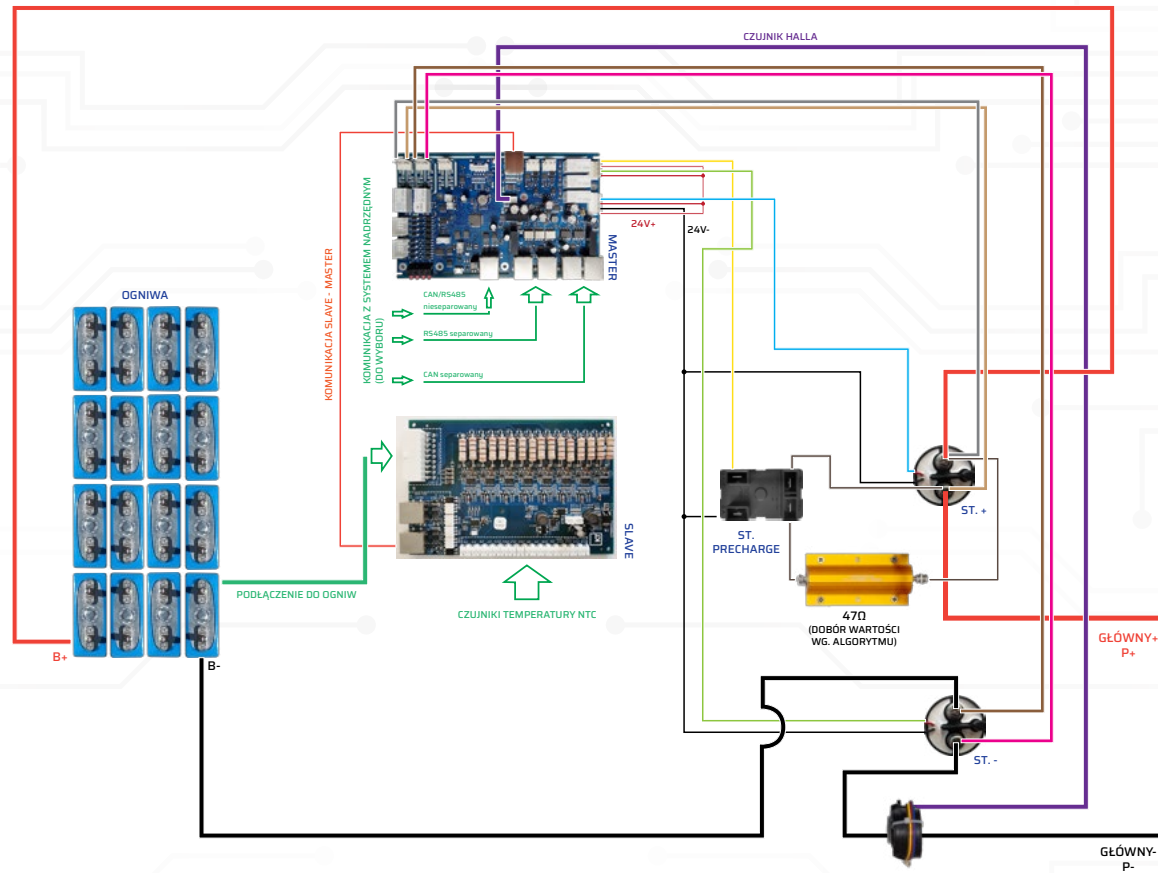 CZUJNIK HALLA
KOMUNIKACJA SLAVE - MASTER
KOMUNIKACJA Z SYSTEMEM NADRZĘDNYM
(DO WYBORU)
MASTER
24V+
24V-
CAN/RS485
nieseparowany
RS485 separowany
CAN separowany
OGNIWA
SLAVE
ST.
PRECHARGE
ST. +
PODŁĄCZENIE DO OGNIW
CZUJNIKI TEMPERATURY NTC
47Ω
(DOBÓR WARTOŚCI
WG. ALGORYTMU)
GŁÓWNY+
P+
B+
B-
ST. -
GŁÓWNY-
P-